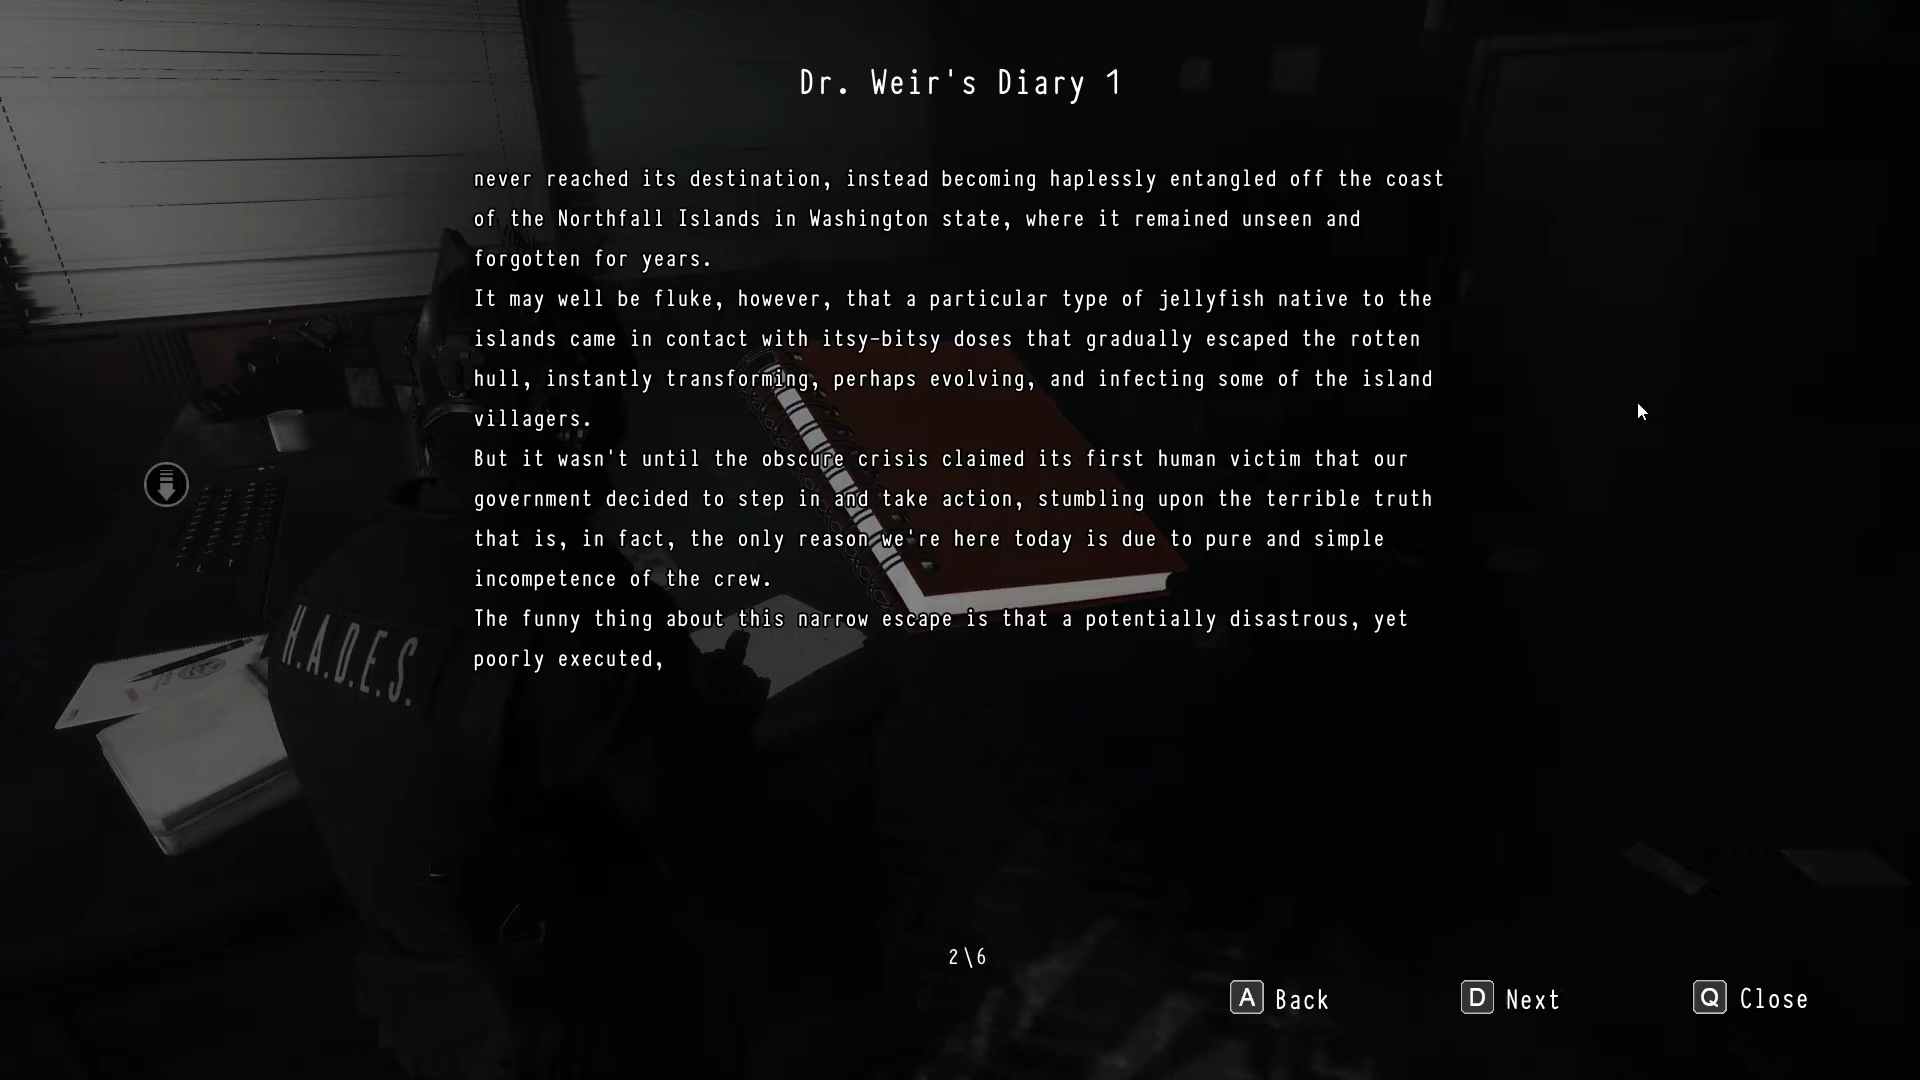 Dr. Weir's Diary 1
never reached its destination, instead becoming haplessly entangled off the coast
of the Northfall Islands in Washington state, where it remained unseen and
forgotten for years.
It may well be fluke, however, that a particular type of jellyfish native to the
islands came in contact with itsy-bitsy doses that gradually escaped the rotten
hull, instantly transforming, perhaps evolving, and infecting some of the island
villagers.
But it wasn't until the obscure crisis claimed its first human victim that our
government decided to step in and take action, stumbling upon the terrible truth
that is, in fact, the only reason we're here today is due to pure and simple
incompetence of the crew.
The funny thing about this narrow escape is that a potentially disastrous, yet
poorly executed,
H.A.D.E.S.
2\6
A Back
D Next
Q Close